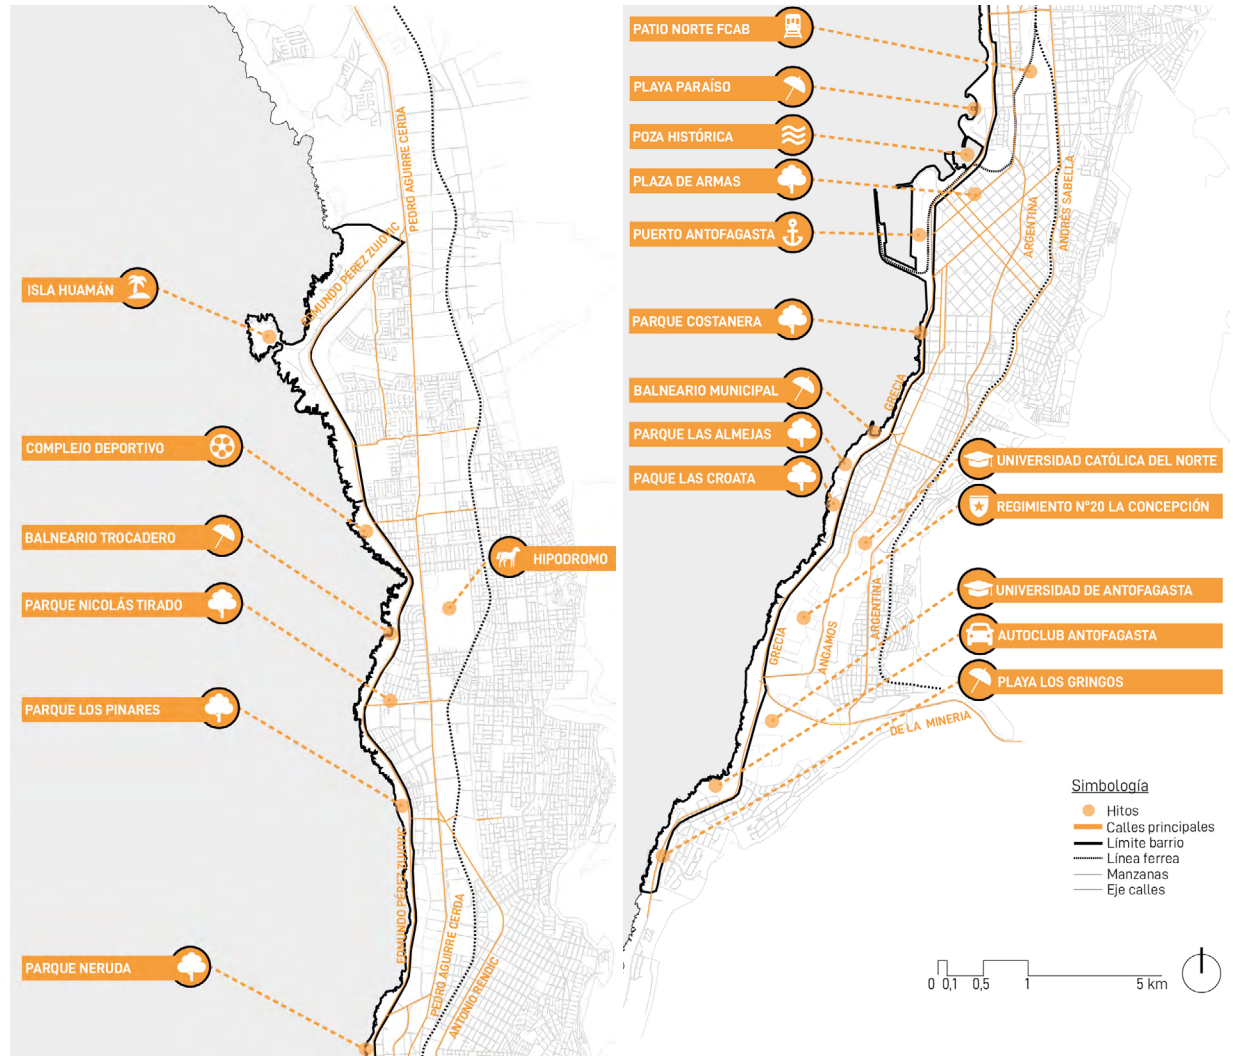 PEDRO AGUIRRE CERDA
EDMUNDO PÉREZ ZUJOVIC
ISLA HUAMÁN
COMPLEJO DEPORTIVO
BALNEARIO TROCADERO
HIPODROMO
PARQUE NICOLÁS TIRADO
PARQUE LOS PINARES
EDMUNDO PÉREZ ZUJOVIC
PEDRO AGUIRRE CERDA
ANTONIO RENDIC
PARQUE NERUDA
PATIO NORTE FCAB
PLAYA PARAÍSO
POZA HISTÓRICA
PLAZA DE ARMAS
PUERTO ANTOFAGASTA
ARGENTINA
ANDRÉS SABELLA
PARQUE COSTANERA
GRECIA
BALNEARIO MUNICIPAL
PARQUE LAS ALMEJAS
PAQUE LAS CROATA
UNIVERSIDAD CATÓLICA DEL NORTE
REGIMIENTO N°20 LA CONCEPCIÓN
UNIVERSIDAD DE ANTOFAGASTA
AUTOCLUB ANTOFAGASTA
PLAYA LOS GRINGOS
GRECIA
ANGAMOS
ARGENTINA
DE LA MINERIA
Simbología
Hitos
Calles principales
Límite barrio
Línea ferrea
Manzanas
Eje calles
0 0,1 0,5 1 5 km